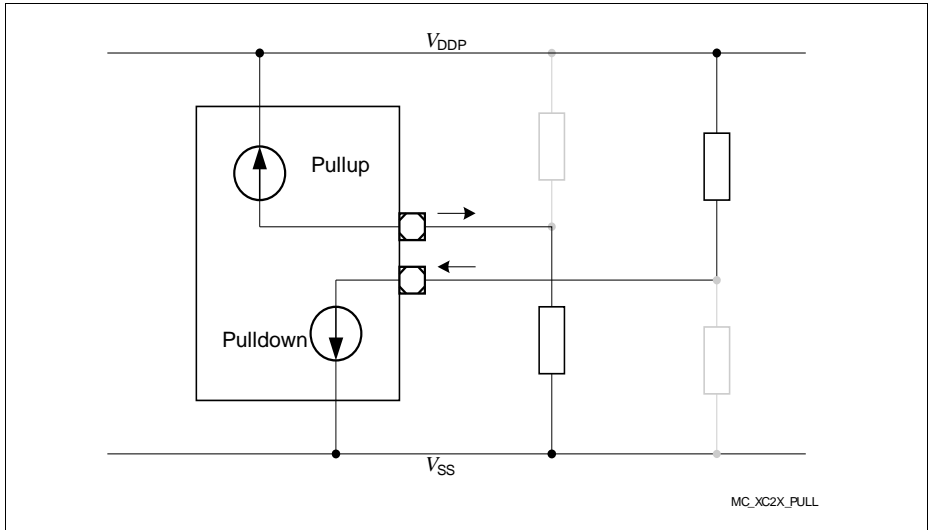 VDDP
Pullup
Pulldown
VSS
MC_XC2X_PULL